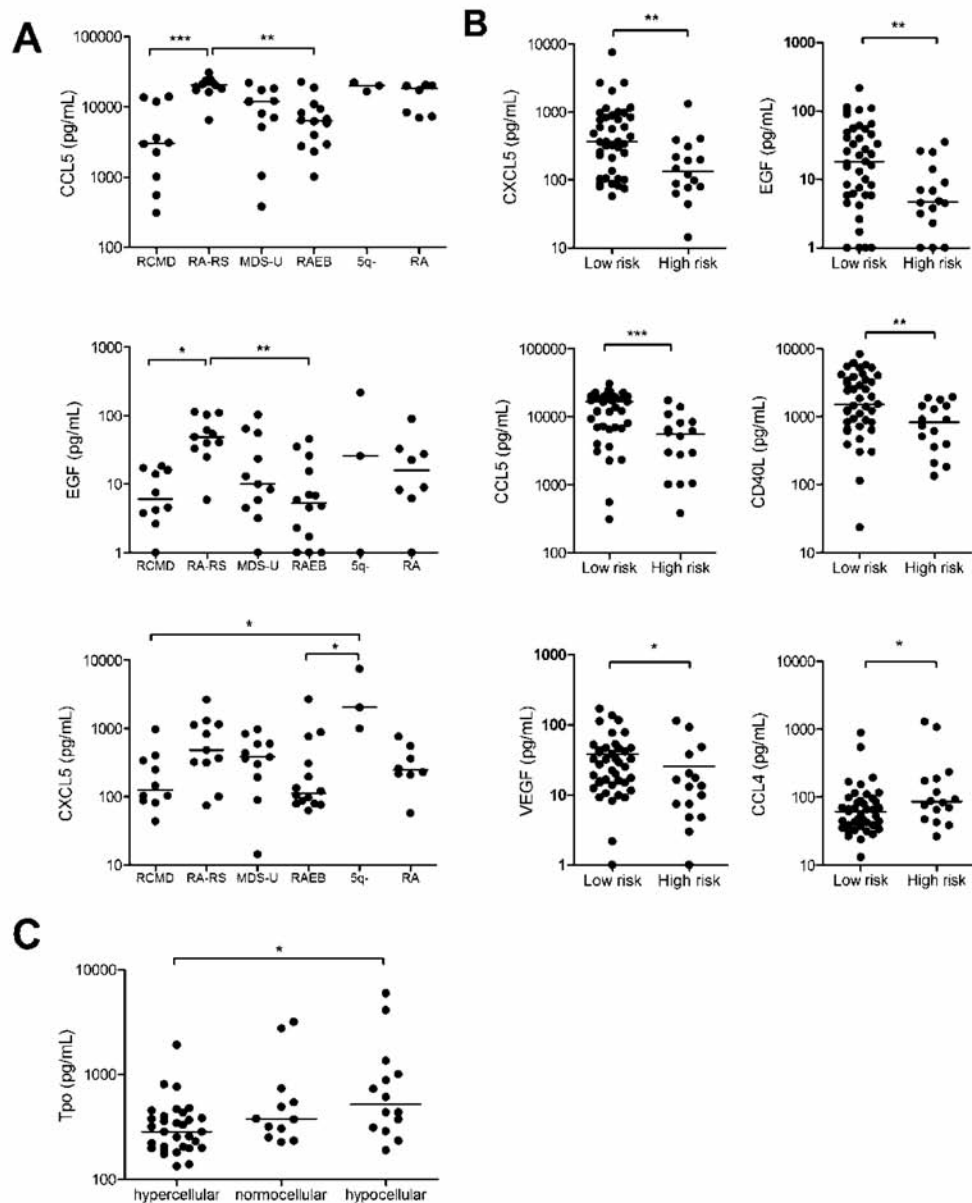 A
B
***
**
100000
10000
1000
100
CCL5 (pg/mL)
RCMD RA-RS MDS-U RAEB 5q- RA
**
10000
1000
100
10
CXCL5 (pg/mL)
Low risk High risk
**
1000
100
10
1
EGF (pg/mL)
Low risk High risk
*
**
1000
100
10
1
EGF (pg/mL)
RCMD RA-RS MDS-U RAEB 5q- RA
***
100000
10000
1000
100
CCL5 (pg/mL)
Low risk High risk
**
10000
1000
100
10
CD40L (pg/mL)
Low risk High risk
*
*
10000
1000
100
10
CXCL5 (pg/mL)
RCMD RA-RS MDS-U RAEB 5q- RA
*
1000
100
10
1
VEGF (pg/mL)
Low risk High risk
*
10000
1000
100
10
CCL4 (pg/mL)
Low risk High risk
C
*
10000
1000
100
Tpo (pg/mL)
hypercellular normocellular hypocellular